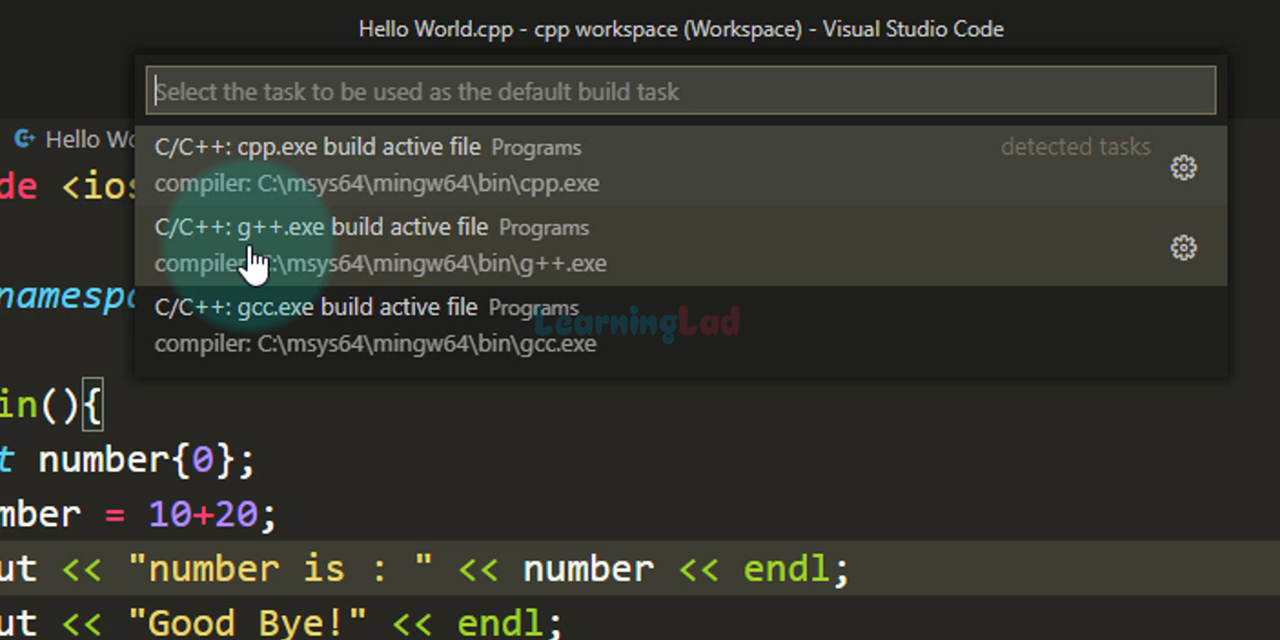 Hello World.cpp - cpp workspace (Workspace) - Visual Studio Code
Select the task to be used as the default build task
Hello Wo
C/C++: cpp.exe build active file Programs detected tasks
compiler: C:\msys64\mingw64\bin\cpp.exe
de <ios
C/C++: g++.exe build active file Programs
compiler: C:\msys64\mingw64\bin\g++.exe
namespa
C/C++: gcc.exe build active file Programs
LearningLad
compiler: C:\msys64\mingw64\bin\gcc.exe
in(){
t number{0};
mber = 10+20;
ut << "number is : " << number << endl;
ut << "Good Bye!" << endl;